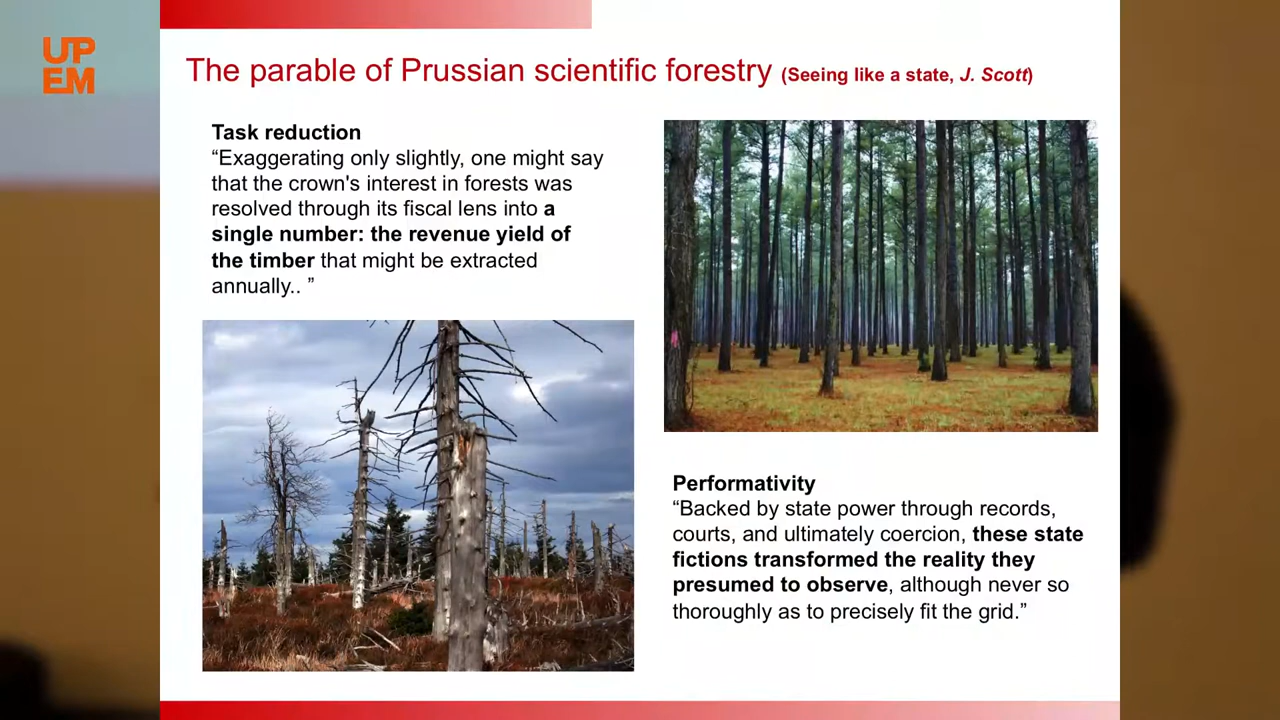 UP
EM
The parable of Prussian scientific forestry (Seeing like a state, J. Scott)
Task reduction
“Exaggerating only slightly, one might say
that the crown's interest in forests was
resolved through its fiscal lens into a
single number: the revenue yield of
the timber that might be extracted
annually.. ”
Performativity
“Backed by state power through records,
courts, and ultimately coercion, these state
fictions transformed the reality they
presumed to observe, although never so
thoroughly as to precisely fit the grid.”